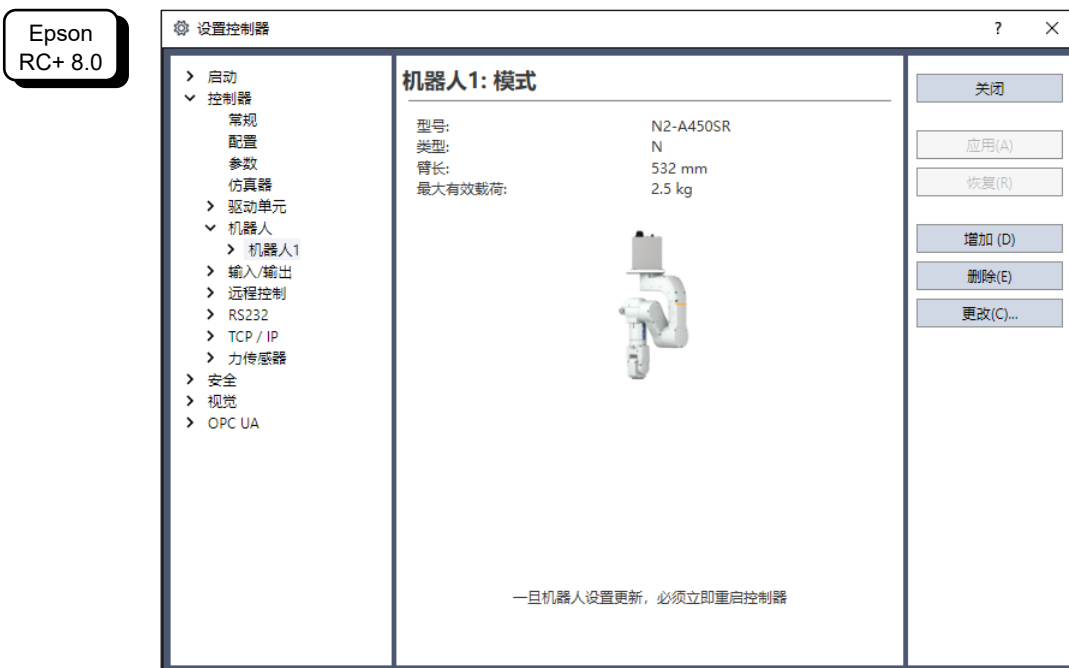 Epson
RC+ 8.0
设置控制器
?
启动
控制器
常规
配置
参数
仿真器
驱动单元
机器人
机器人1
输入/输出
远程控制
RS232
TCP / IP
力传感器
安全
视觉
OPC UA
机器人1: 模式
型号: N2-A450SR
类型: N
臂长: 532 mm
最大有效载荷: 2.5 kg
一旦机器人设置更新，必须立即重启控制器
关闭
应用(A)
恢复(R)
增加 (D)
删除(E)
更改(C)...